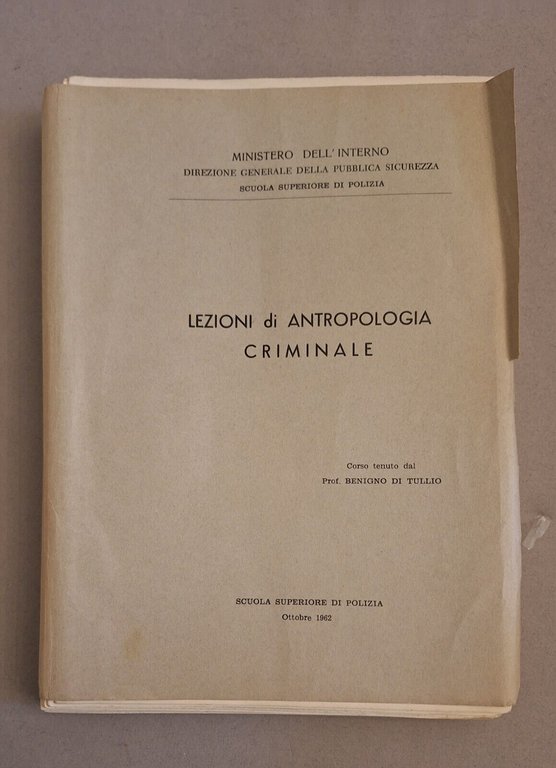 MINISTERO DELL'INTERNO
DIREZIONE GENERALE DELLA PUBBLICA SICUREZZA
SCUOLA SUPERIORE DI POLIZIA
LEZIONI di ANTROPOLOGIA
CRIMINALE
Corso tenuto dal
Prof. BENIGNO DI TULLIO
SCUOLA SUPERIORE DI POLIZIA
Ottobre 1962